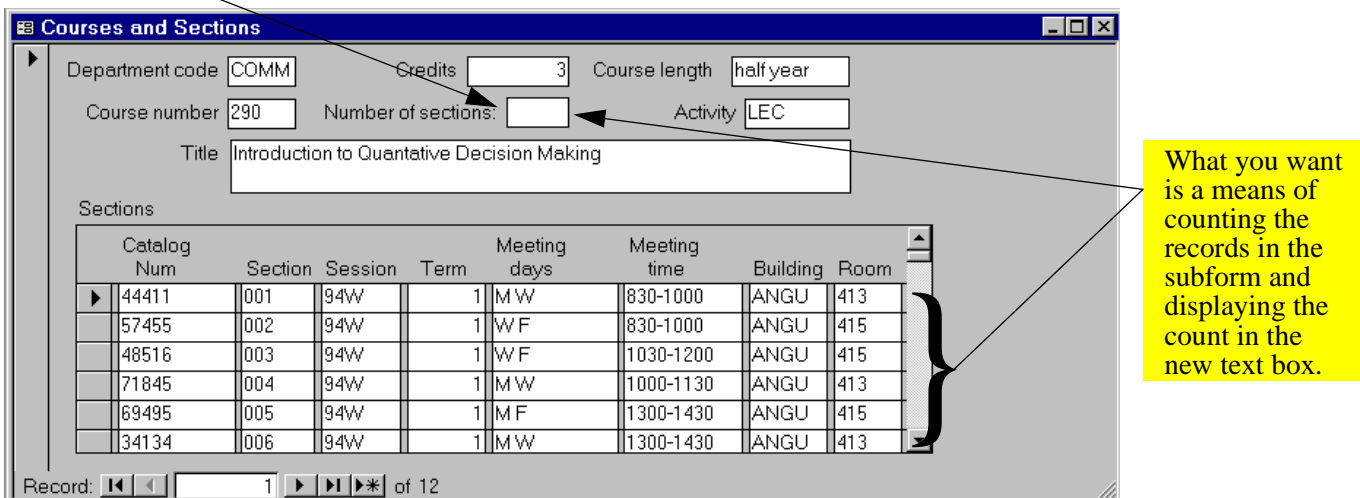 Courses and Sections
Department code COMM Credits 3 Course length half year
Course number 290 Number of sections: Activity LEC
Title Introduction to Quantative Decision Making
Sections
Catalog Num Section Session Term Meeting days Meeting time Building Room
44411 001 94W 1 M W 830-1000 ANGU 413
57455 002 94W 1 W F 830-1000 ANGU 415
48516 003 94W 1 W F 1030-1200 ANGU 415
71845 004 94W 1 M W 1000-1130 ANGU 413
69495 005 94W 1 M F 1300-1430 ANGU 415
34134 006 94W 1 M W 1300-1430 ANGU 413
Record: 1 of 12
What you want
is a means of
counting the
records in the
subform and
displaying the
count in the
new text box.